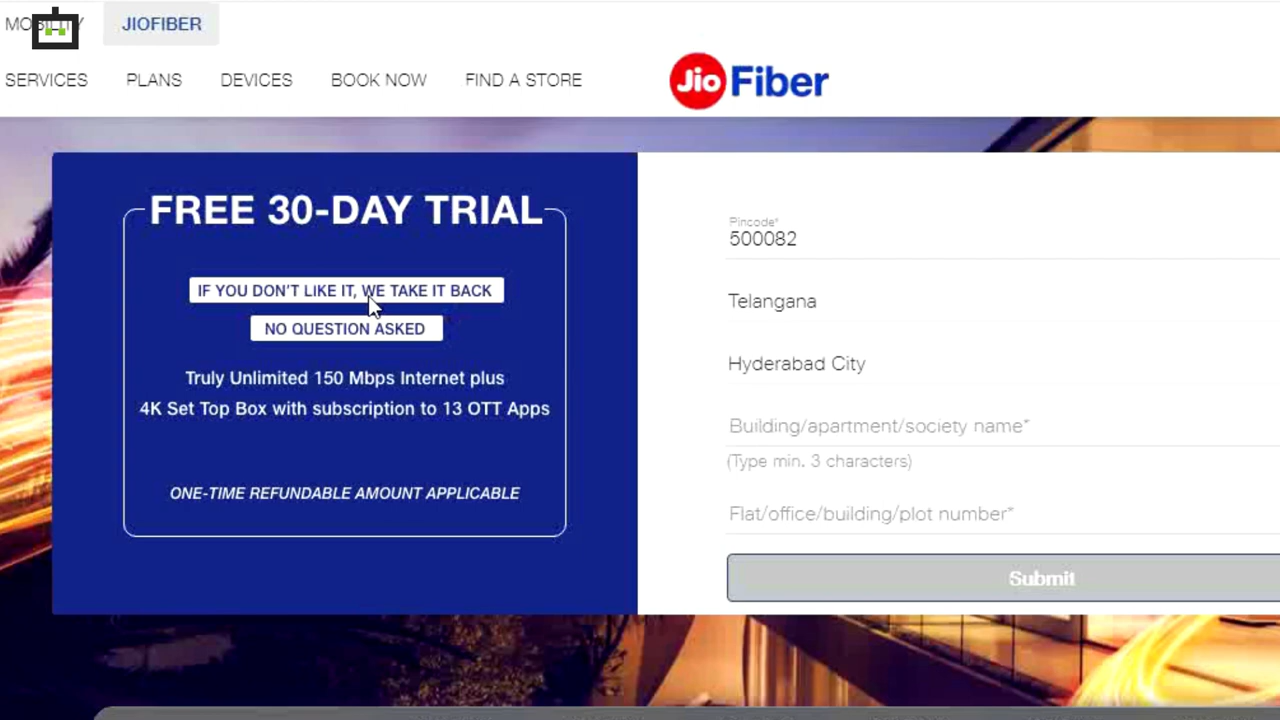 MOBILITY
JIOFIBER
SERVICES
PLANS
DEVICES
BOOK NOW
FIND A STORE
Jio Fiber
FREE 30-DAY TRIAL
IF YOU DON'T LIKE IT, WE TAKE IT BACK
NO QUESTION ASKED
Truly Unlimited 150 Mbps Internet plus
4K Set Top Box with subscription to 13 OTT Apps
ONE-TIME REFUNDABLE AMOUNT APPLICABLE
Pincode*
500082
Telangana
Hyderabad City
Building/apartment/society name*
(Type min. 3 characters)
Flat/office/building/plot number*
Submit